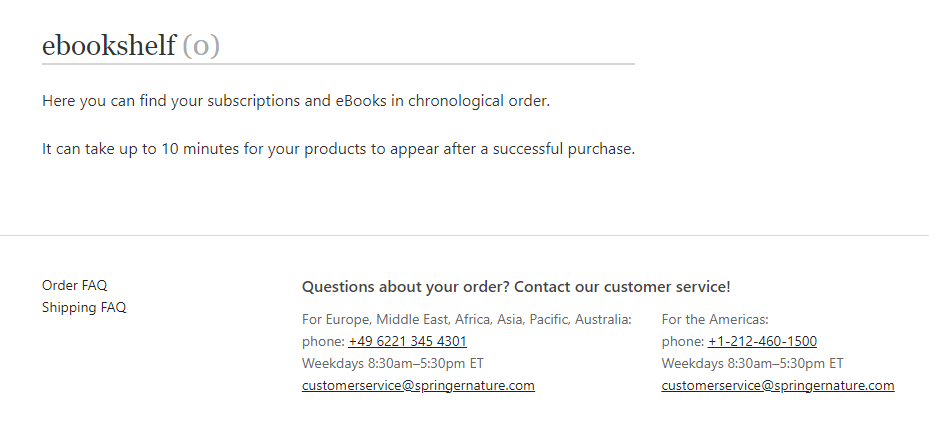 ebookshelf (0)
Here you can find your subscriptions and eBooks in chronological order.
It can take up to 10 minutes for your products to appear after a successful purchase.
Order FAQ
Shipping FAQ
Questions about your order? Contact our customer service!
For Europe, Middle East, Africa, Asia, Pacific, Australia:
phone: +49 6221 345 4301
Weekdays 8:30am–5:30pm ET
customerservice@springernature.com
For the Americas:
phone: +1-212-460-1500
Weekdays 8:30am–5:30pm ET
customerservice@springernature.com